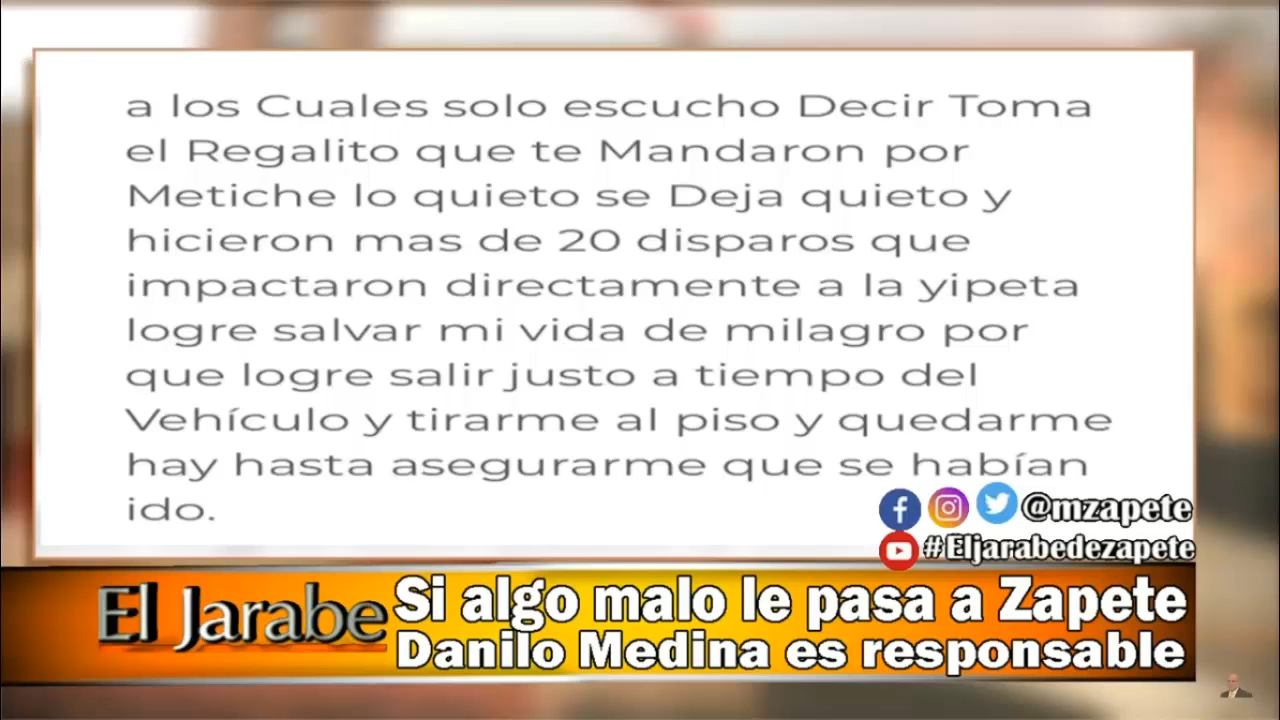 a los Cuales solo escucho Decir Toma
el Regalito que te Mandaron por
Metiche lo quieto se Deja quieto y
hicieron mas de 20 disparos que
impactaron directamente a la yipeta
logre salvar mi vida de milagro por
que logre salir justo a tiempo del
Vehículo y tirarme al piso y quedarme
hay hasta asegurarme que se habían
ido.
@mzapete
#Eljarabedezapete
El Jarabe
Si algo malo le pasa a Zapete
Danilo Medina es responsable